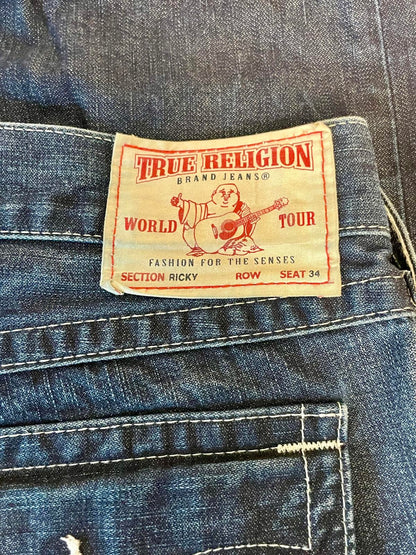 TRUE RELIGION
BRAND JEANS®
WORLD TOUR
FASHION FOR THE SENSES
SECTION RICKY ROW SEAT 34